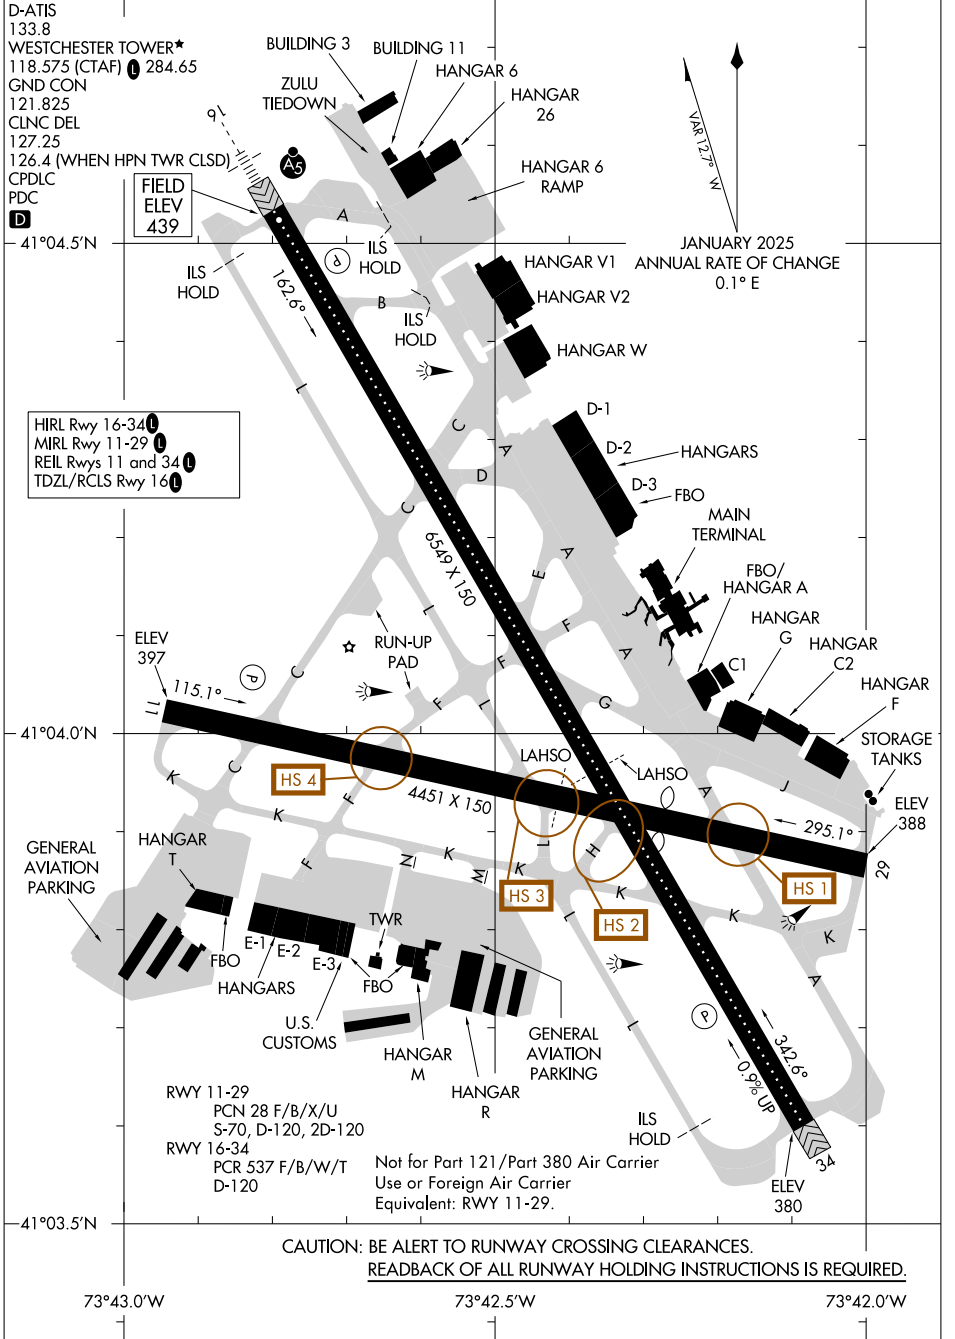 D-ATIS
133.8
WESTCHESTER TOWER★
118.575 (CTAF) L 284.65
GND CON
121.825
CLNC DEL
127.25
126.4 (WHEN HPN TWR CLSD)
CPDLC
PDC
D
BUILDING 3
BUILDING 11
ZULU
TIEDOWN
HANGAR 6
HANGAR
26
HANGAR 6
RAMP
VAR 12.7° W
JANUARY 2025
ANNUAL RATE OF CHANGE
0.1° E
16
A5
FIELD
ELEV
439
41°04.5'N
ILS
HOLD
A
ILS
HOLD
P
B
ILS
HOLD
162.6°
HANGAR V1
HANGAR V2
HANGAR W
L
HIRL Rwy 16-34 L
MIRL Rwy 11-29 L
REIL Rwys 11 and 34 L
TDZL/RCLS Rwy 16 L
C
A
D
C
D-1
D-2
D-3
HANGARS
FBO
MAIN
TERMINAL
FBO/
HANGAR A
HANGAR
G
HANGAR
C2
HANGAR
F
C1
STORAGE
TANKS
6549 X 150
A
E
F
L
A
F
G
RUN-UP
PAD
C
F
L
P
ELEV
397
115.1°
11
41°04.0'N
K
C
HS 4
F
4451 X 150
LAHSO
LAHSO
A
J
295.1°
ELEV
388
29
K
K
F
N
K
M
L
HS 3
H
HS 2
K
K
K
HS 1
K
A
HANGAR
T
GENERAL
AVIATION
PARKING
FBO
E-1
E-2
E-3
HANGARS
TWR
FBO
U.S.
CUSTOMS
HANGAR
M
HANGAR
R
GENERAL
AVIATION
PARKING
L
L
P
342.6°
0.9% UP
ILS
HOLD
34
ELEV
380
RWY 11-29
PCN 28 F/B/X/U
S-70, D-120, 2D-120
RWY 16-34
PCR 537 F/B/W/T
D-120
Not for Part 121/Part 380 Air Carrier
Use or Foreign Air Carrier
Equivalent: RWY 11-29.
41°03.5'N
CAUTION: BE ALERT TO RUNWAY CROSSING CLEARANCES.
READBACK OF ALL RUNWAY HOLDING INSTRUCTIONS IS REQUIRED.
73°43.0'W
73°42.5'W
73°42.0'W